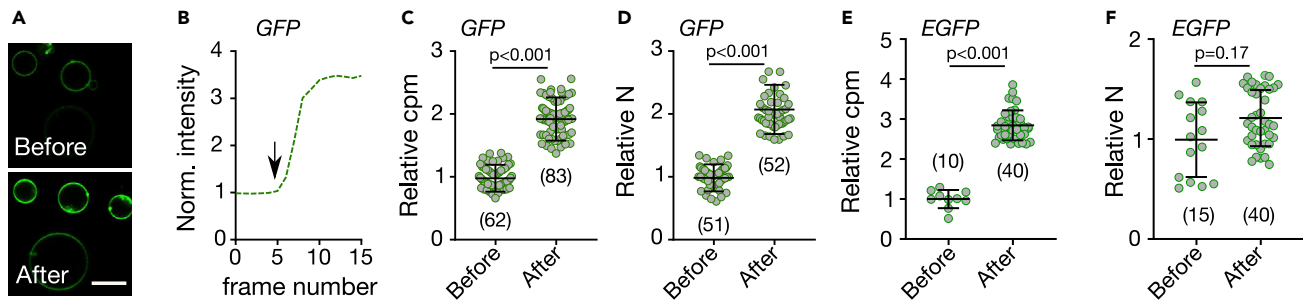 A
Before
After
B
GFP
Norm. intensity
4
3
2
1
0
0
5
10
15
frame number
C
GFP
Relative cpm
3
2
1
0
p<0.001
(62)
(83)
Before
After
D
GFP
Relative N
3
2
1
0
p<0.001
(51)
(52)
Before
After
E
EGFP
Relative cpm
5
4
3
2
1
0
p<0.001
(10)
(40)
Before
After
F
EGFP
Relative N
2
1
0
p=0.17
(15)
(40)
Before
After